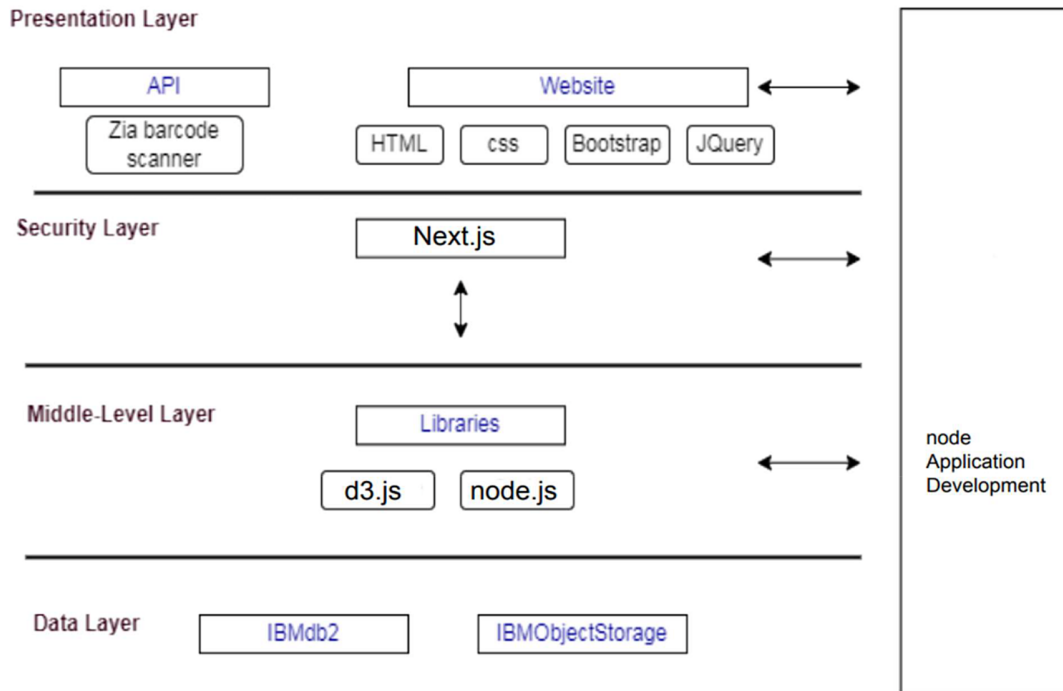 Presentation Layer
API
Website
Zia barcode
scanner
HTML
css
Bootstrap
JQuery
Security Layer
Next.js
Middle-Level Layer
Libraries
d3.js
node.js
node
Application
Development
Data Layer
IBMdb2
IBMObjectStorage